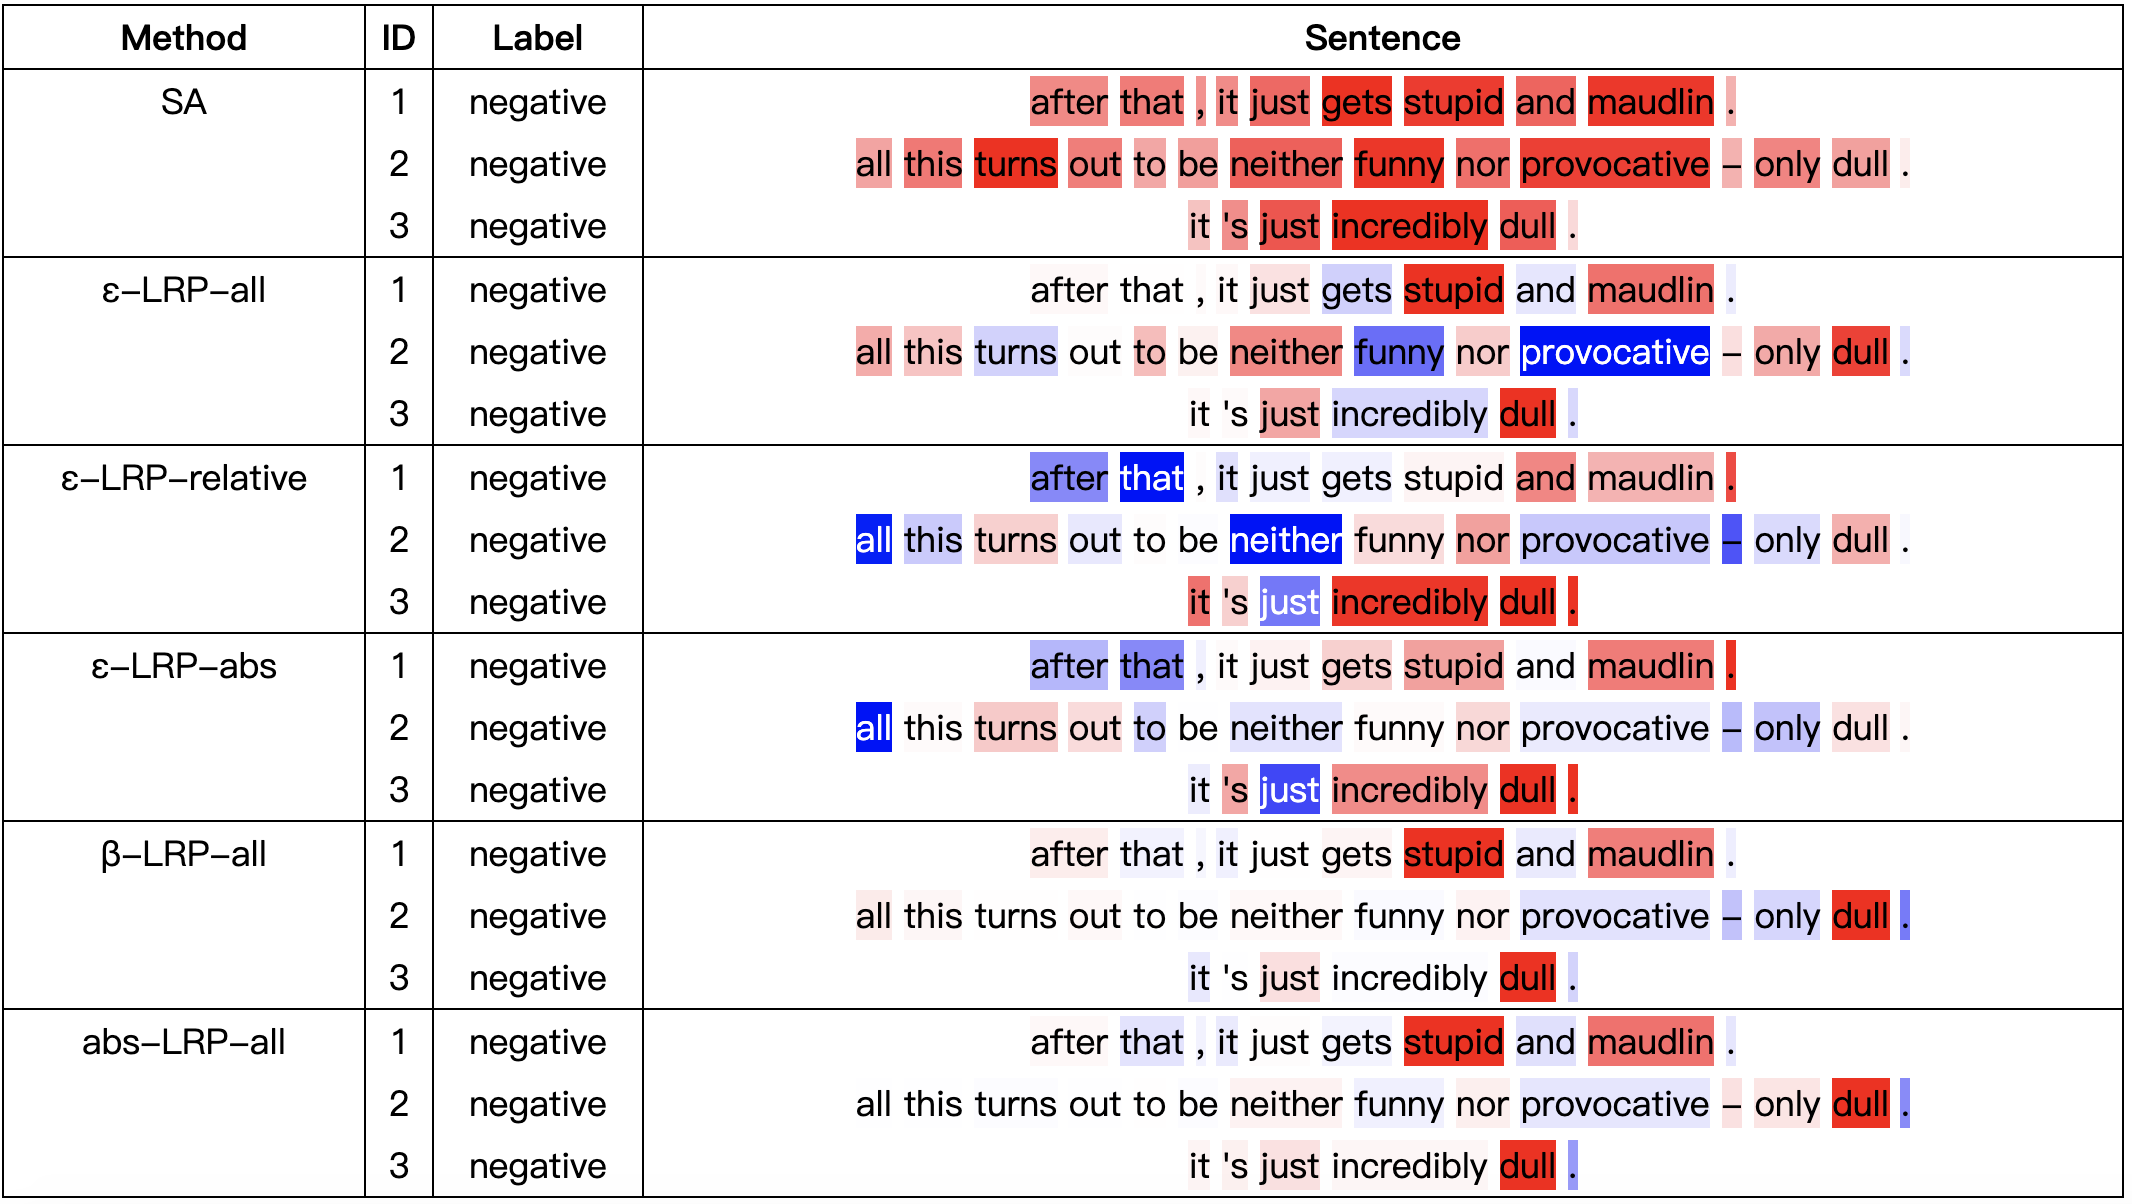 Method ID Label Sentence
SA 1 negative after that , it just gets stupid and maudlin .
2 negative all this turns out to be neither funny nor provocative – only dull .
3 negative it 's just incredibly dull .
ε–LRP–all 1 negative after that , it just gets stupid and maudlin .
2 negative all this turns out to be neither funny nor provocative – only dull .
3 negative it 's just incredibly dull .
ε–LRP–relative 1 negative after that , it just gets stupid and maudlin .
2 negative all this turns out to be neither funny nor provocative – only dull .
3 negative it 's just incredibly dull .
ε–LRP–abs 1 negative after that , it just gets stupid and maudlin .
2 negative all this turns out to be neither funny nor provocative – only dull .
3 negative it 's just incredibly dull .
β–LRP–all 1 negative after that , it just gets stupid and maudlin .
2 negative all this turns out to be neither funny nor provocative – only dull .
3 negative it 's just incredibly dull .
abs–LRP–all 1 negative after that , it just gets stupid and maudlin .
2 negative all this turns out to be neither funny nor provocative – only dull .
3 negative it 's just incredibly dull .